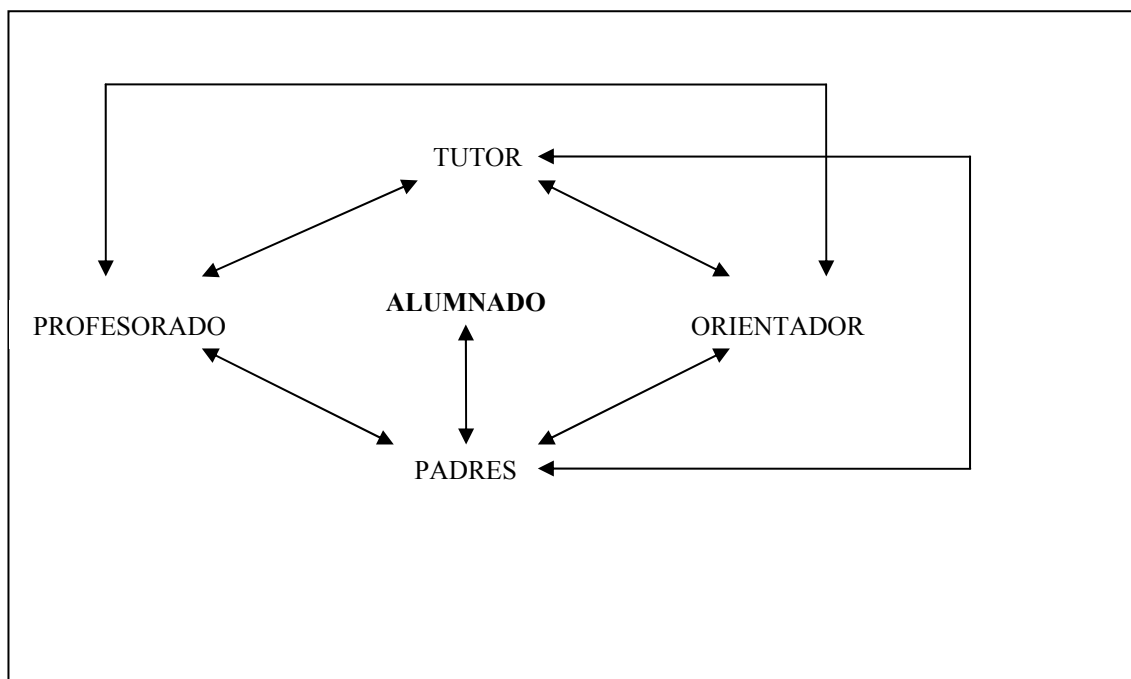 TUTOR
ALUMNADO
PROFESORADO
ORIENTADOR
PADRES